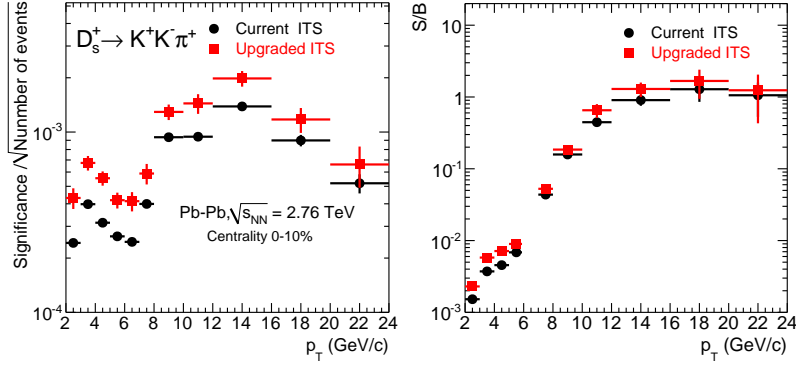 Significance /√Nunmber of events
D_s^+ → K^+K^-π^+
Current ITS
Upgraded ITS
Pb-Pb,√s_NN = 2.76 TeV
Centrality 0-10%
10^-3
10^-4
2 4 6 8 10 12 14 16 18 20 22 24
p_T (GeV/c)
S/B
Current ITS
Upgraded ITS
10
1
10^-1
10^-2
10^-3
2 4 6 8 10 12 14 16 18 20 22 24
p_T (GeV/c)